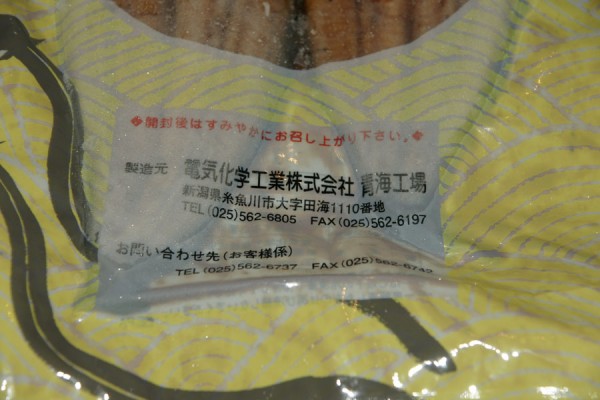 ◆開封後はすみやかにお召し上がり下さい。◆
製造元 電気化学工業株式会社 青海工場
新潟県糸魚川市大字田海1110番地
TEL (025)562-6805 FAX (025)562-6197
お問い合わせ先(お客様係)
TEL (025)562-6737 FAX (025)562-6742